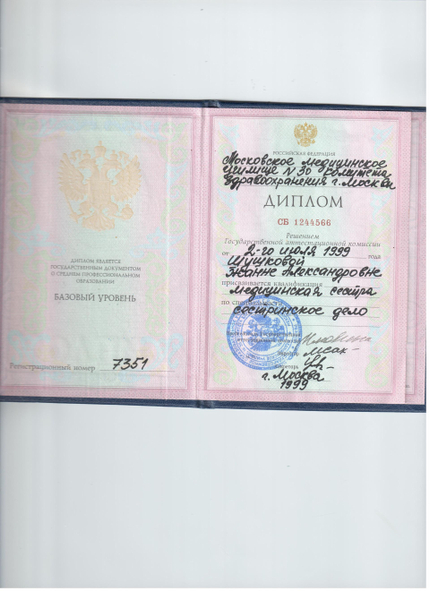 ДИПЛОМ ЯВЛЯЕТСЯ
ГОСУДАРСТВЕННЫМ ДОКУМЕНТОМ
О СРЕДНЕМ ПРОФЕССИОНАЛЬНОМ
ОБРАЗОВАНИИ
БАЗОВЫЙ УРОВЕНЬ
Регистрационный номер 7351
РОССИЙСКАЯ ФЕДЕРАЦИЯ
Московское медицинское
училище N 30 Комитета
Здравоохранения г. Москва
ДИПЛОМ
СБ 1244566
Решением
Государственной аттестационной комиссии
от 2-го июля 1999 года
Шушковой
Жанне Александровне
присваивается квалификация
медицинская сестра
по специальности
сестринское дело
г. Москва
1999